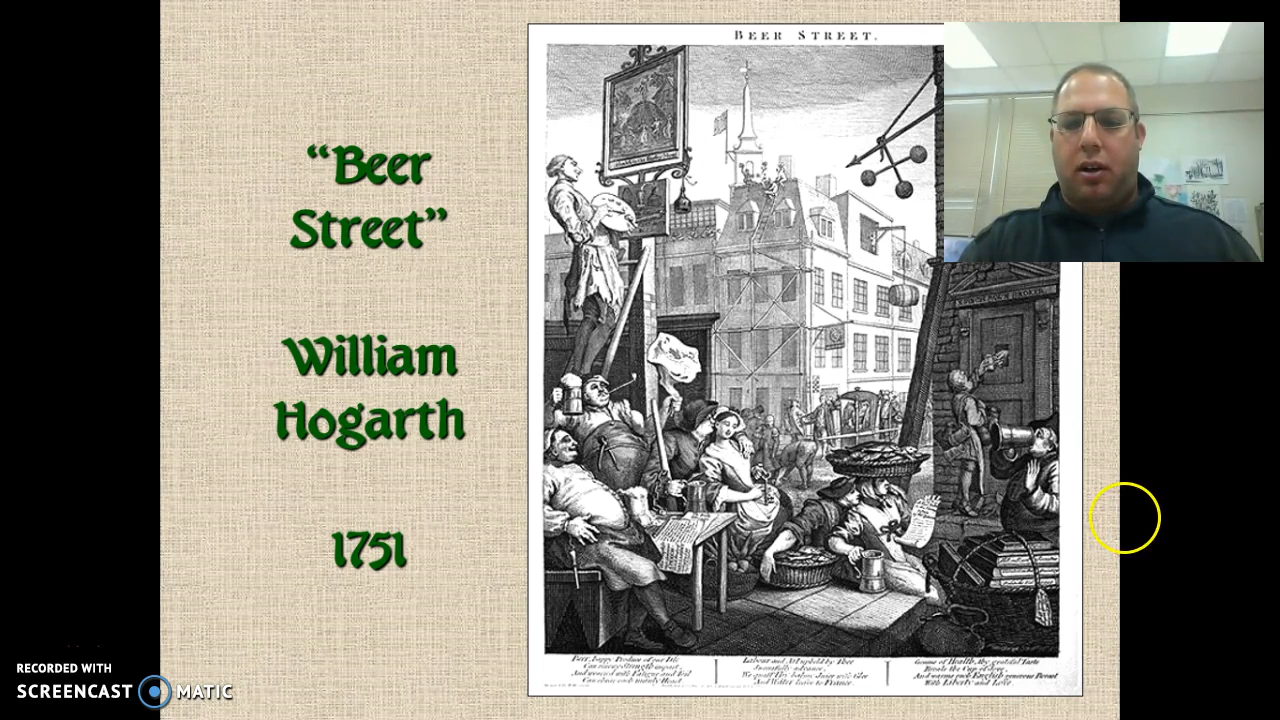 BEER STREET.
“Beer
Street”
William
Hogarth
1751
Beer, happy Produce of our Isle
Can sinewy Strength impart,
And wearied with Fatigue and Toil
Can chear each manly Heart.
Labour and Art upheld by Thee
Successfully advance,
We quaff Thy balmy Juice with Glee
And Water leave to France.
Genius of Health, thy grateful Taste
Rivals the Cup of Jove,
And warms each English generous Breast
With Liberty and Love.
RECORDED WITH
SCREENCAST MATIC